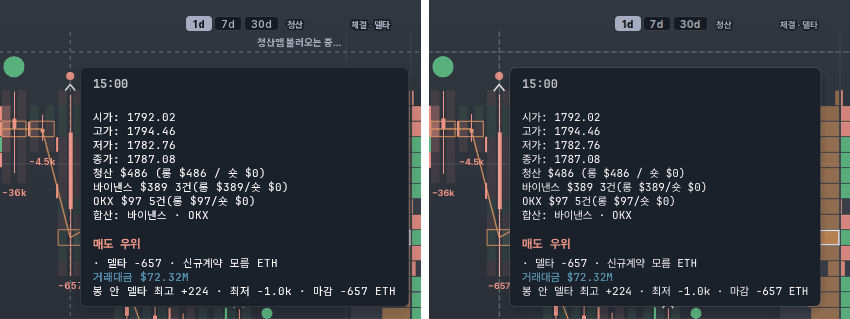 1d 7d 30d 청산 체결·델타
청산맵 불러오는 중...
15:00
시가: 1792.02
고가: 1794.46
저가: 1782.76
종가: 1787.08
청산 $486 (롱 $486 / 숏 $0)
바이낸스 $389 3건(롱 $389/숏 $0)
OKX $97 5건(롱 $97/숏 $0)
합산: 바이낸스 · OKX
매도 우위
· 델타 -657 · 신규계약 모름 ETH
거래대금 $72.32M
봉 안 델타 최고 +224 · 최저 -1.0k · 마감 -657 ETH
-4.5k
-36k
-657
1d 7d 30d 청산 체결·델타
15:00
시가: 1792.02
고가: 1794.46
저가: 1782.76
종가: 1787.08
청산 $486 (롱 $486 / 숏 $0)
바이낸스 $389 3건(롱 $389/숏 $0)
OKX $97 5건(롱 $97/숏 $0)
합산: 바이낸스 · OKX
매도 우위
· 델타 -657 · 신규계약 모름 ETH
거래대금 $72.32M
봉 안 델타 최고 +224 · 최저 -1.0k · 마감 -657 ETH
-4.5k
-36k
-657